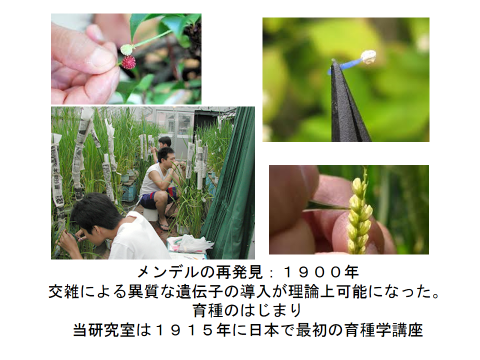 メンデルの再発見：１９００年
交雑による異質な遺伝子の導入が理論上可能になった。
育種のはじまり
当研究室は１９１５年に日本で最初の育種学講座